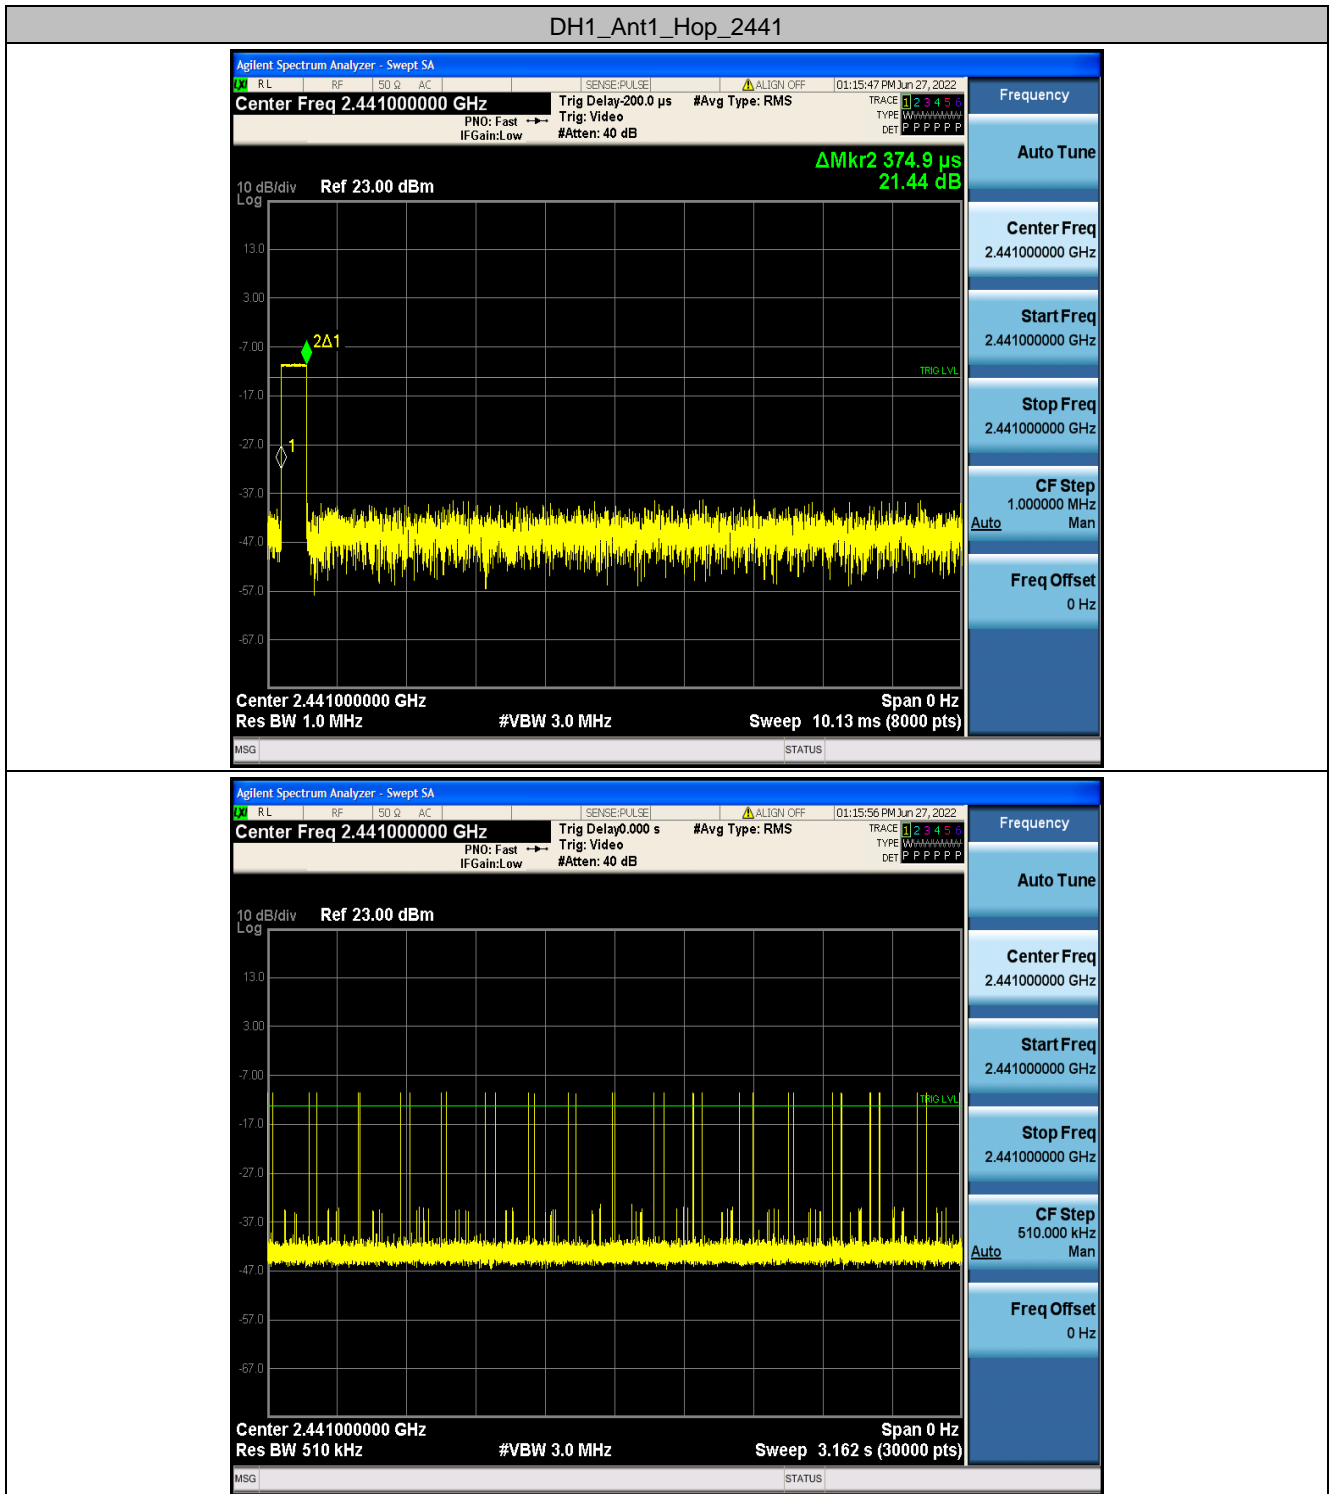 DH1_Ant1_Hop_2441
Agilent Spectrum Analyzer - Swept SA
LXI RL RF 50 Ω AC SENSE:PULSE ALIGN OFF 01:15:47 PM Jun 27, 2022
Center Freq 2.441000000 GHz
PNO: Fast
IFGain:Low
Trig Delay-200.0 µs
Trig: Video
#Atten: 40 dB
#Avg Type: RMS
TRACE 1 2 3 4 5 6
TYPE
DET P P P P P P
ΔMkr2 374.9 µs
21.44 dB
10 dB/div Ref 23.00 dBm
Log
13.0
3.00
-7.00
-17.0
-27.0
-37.0
-47.0
-57.0
-67.0
2Δ1
1
TRIG LVL
Center 2.441000000 GHz Span 0 Hz
Res BW 1.0 MHz #VBW 3.0 MHz Sweep 10.13 ms (8000 pts)
MSG STATUS
Frequency
Auto Tune
Center Freq
2.441000000 GHz
Start Freq
2.441000000 GHz
Stop Freq
2.441000000 GHz
CF Step
1.000000 MHz
Auto Man
Freq Offset
0 Hz
Agilent Spectrum Analyzer - Swept SA
LXI RL RF 50 Ω AC SENSE:PULSE ALIGN OFF 01:15:56 PM Jun 27, 2022
Center Freq 2.441000000 GHz
PNO: Fast
IFGain:Low
Trig Delay0.000 s
Trig: Video
#Atten: 40 dB
#Avg Type: RMS
TRACE 1 2 3 4 5 6
TYPE
DET P P P P P P
10 dB/div Ref 23.00 dBm
Log
13.0
3.00
-7.00
-17.0
-27.0
-37.0
-47.0
-57.0
-67.0
TRIG LVL
Center 2.441000000 GHz Span 0 Hz
Res BW 510 kHz #VBW 3.0 MHz Sweep 3.162 s (30000 pts)
MSG STATUS
Frequency
Auto Tune
Center Freq
2.441000000 GHz
Start Freq
2.441000000 GHz
Stop Freq
2.441000000 GHz
CF Step
510.000 kHz
Auto Man
Freq Offset
0 Hz